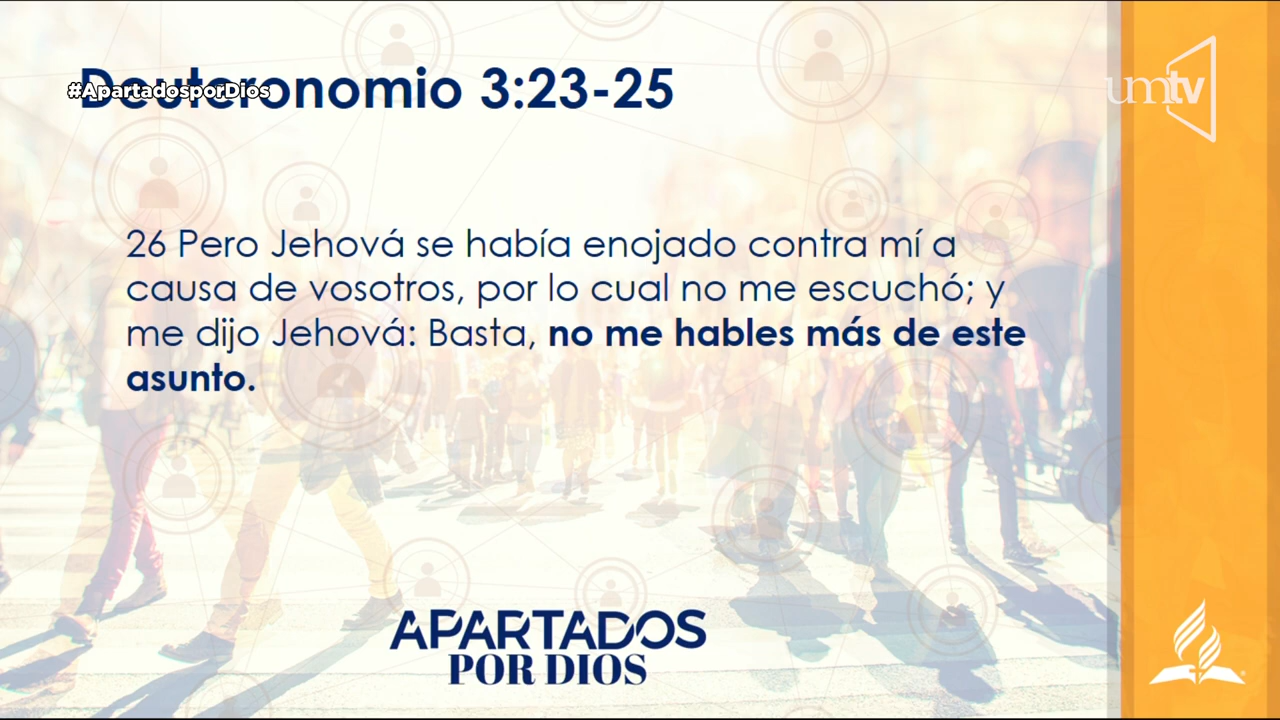 Deuteronomio 3:23-25
#ApartadosporDios
umtv
26 Pero Jehová se había enojado contra mí a
causa de vosotros, por lo cual no me escuchó; y
me dijo Jehová: Basta, no me hables más de este
asunto.
APARTADOS
POR DIOS